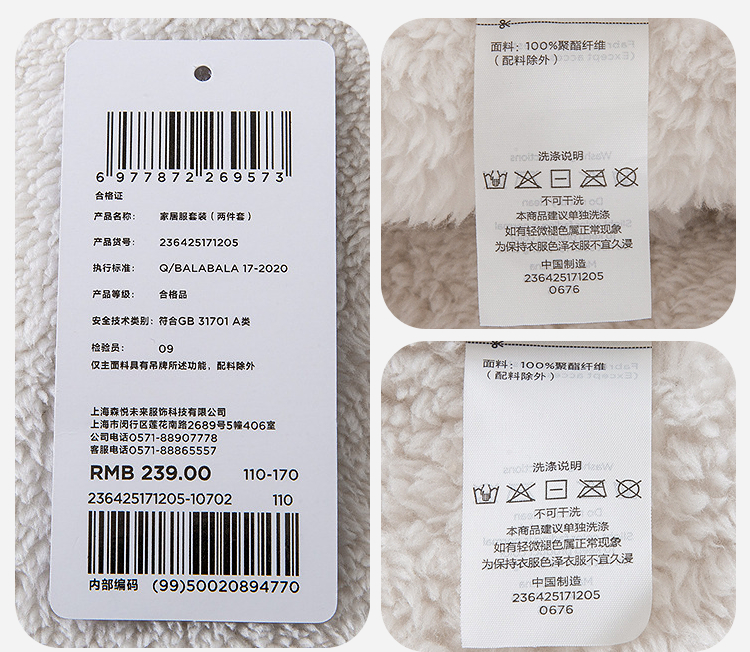 6 977872 269573
合格证
产品名称: 家居服套装（两件套）
产品货号: 236425171205
执行标准: Q/BALABALA 17-2020
产品等级: 合格品
安全技术类别: 符合GB 31701 A类
检验员: 09
仅主面料具有吊牌所述功能，配料除外
上海森悦未来服饰科技有限公司
上海市闵行区莲花南路2689号5幢406室
公司电话0571-88907778
客服电话0571-88865557
RMB 239.00 110-170
236425171205-10702 110
内部编码 (99)50020894770
面料: 100%聚酯纤维
（配料除外）
洗涤说明
不可干洗
本商品建议单独洗涤
如有轻微褪色属正常现象
为保持衣服色泽衣服不宜久浸
中国制造
236425171205
0676
面料: 100%聚酯纤维
（配料除外）
洗涤说明
不可干洗
本商品建议单独洗涤
如有轻微褪色属正常现象
为保持衣服色泽衣服不宜久浸
中国制造
236425171205
0676